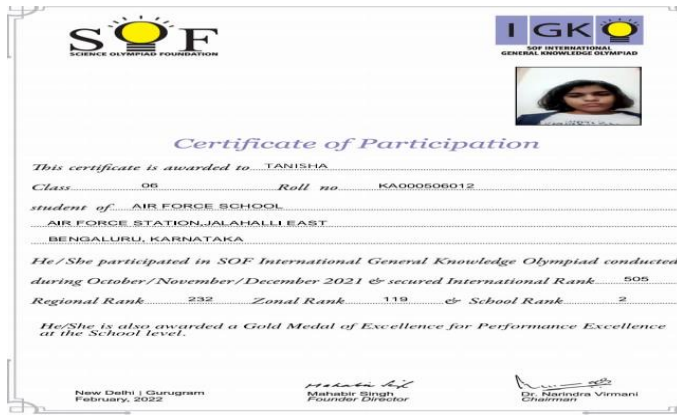 SOF
SCIENCE OLYMPIAD FOUNDATION
IGKO
SOF INTERNATIONAL
GENERAL KNOWLEDGE OLYMPIAD
Certificate of Participation
This certificate is awarded to TANISHA
Class 06 Roll no KA000506012
student of AIR FORCE SCHOOL
AIR FORCE STATION,JALAHALLI EAST
BENGALURU, KARNATAKA
He/She participated in SOF International General Knowledge Olympiad conducted
during October/November/December 2021 & secured International Rank 505
Regional Rank 232 Zonal Rank 119 & School Rank 2
He/She is also awarded a Gold Medal of Excellence for Performance Excellence
at the School level.
New Delhi | Gurugram
February, 2022
Mahabir Singh
Founder Director
Dr. Narindra Virmani
Chairman